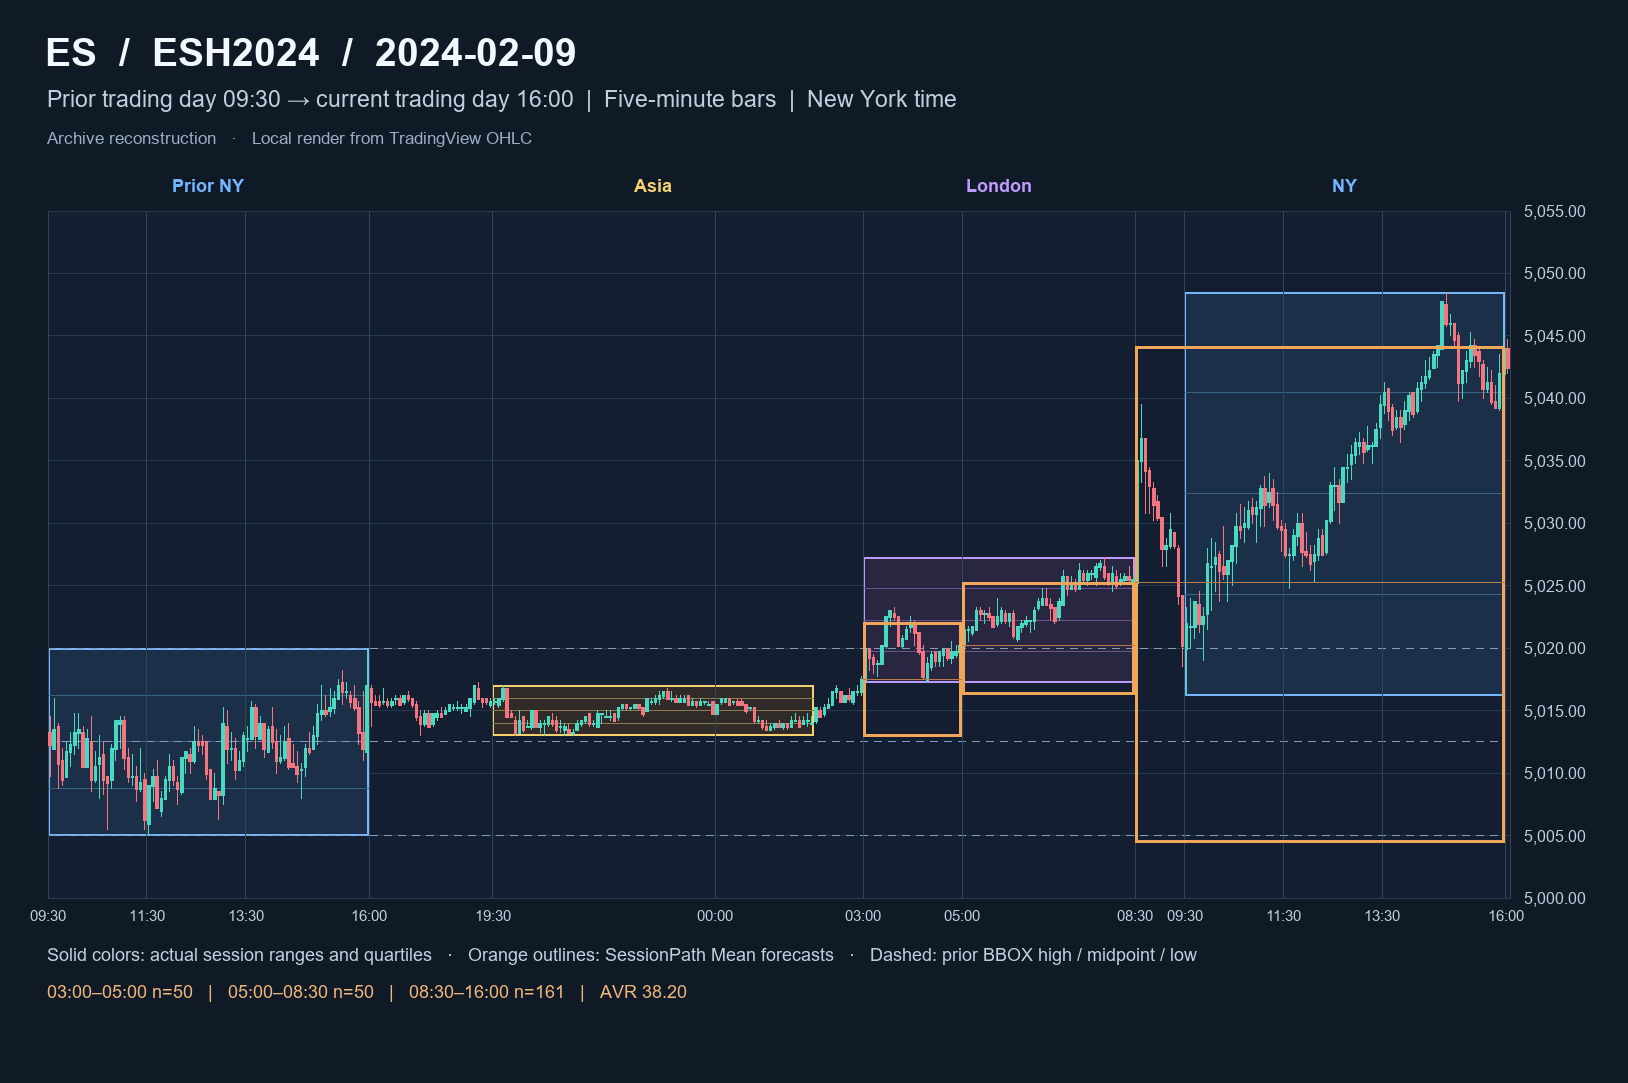 ES / ESH2024 / 2024-02-09
Prior trading day 09:30 → current trading day 16:00 | Five-minute bars | New York time
Archive reconstruction · Local render from TradingView OHLC
Prior NY Asia London NY
5,055.00
5,050.00
5,045.00
5,040.00
5,035.00
5,030.00
5,025.00
5,020.00
5,015.00
5,010.00
5,005.00
5,000.00
09:30 11:30 13:30 16:00 19:30 00:00 03:00 05:00 08:30 09:30 11:30 13:30 16:00
Solid colors: actual session ranges and quartiles · Orange outlines: SessionPath Mean forecasts · Dashed: prior BBOX high / midpoint / low
03:00–05:00 n=50 | 05:00–08:30 n=50 | 08:30–16:00 n=161 | AVR 38.20